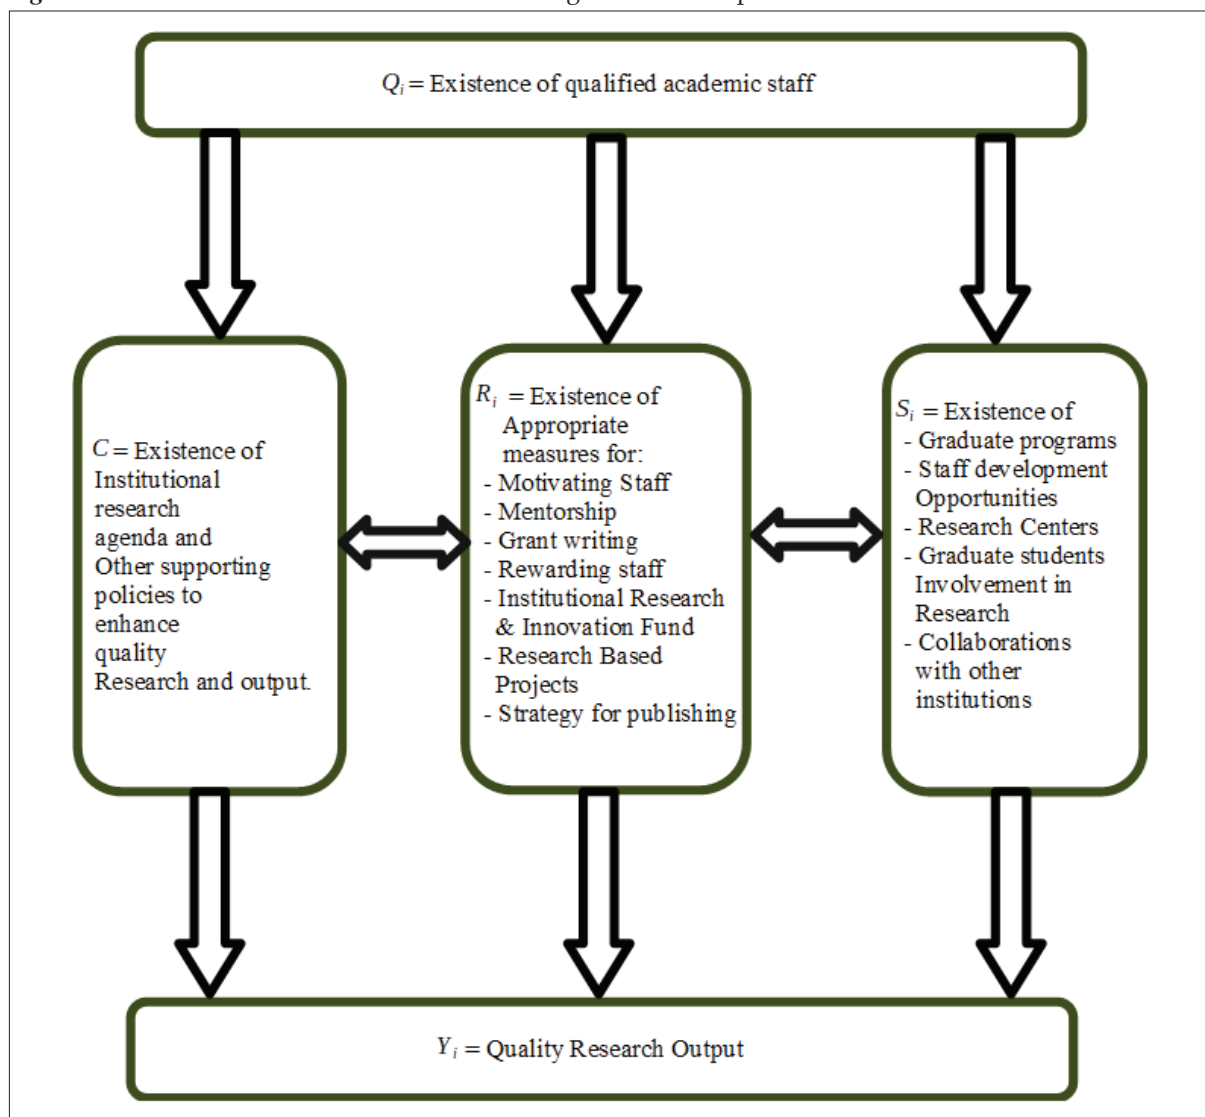 Qi = Existence of qualified academic staff
C = Existence of
Institutional
research
agenda and
Other supporting
policies to
enhance
quality
Research and output.
Ri = Existence of
Appropriate
measures for:
- Motivating Staff
- Mentorship
- Grant writing
- Rewarding staff
- Institutional Research
& Innovation Fund
- Research Based
Projects
- Strategy for publishing
Si = Existence of
- Graduate programs
- Staff development
Opportunities
- Research Centers
- Graduate students
Involvement in
Research
- Collaborations
with other
institutions
Yi = Quality Research Output